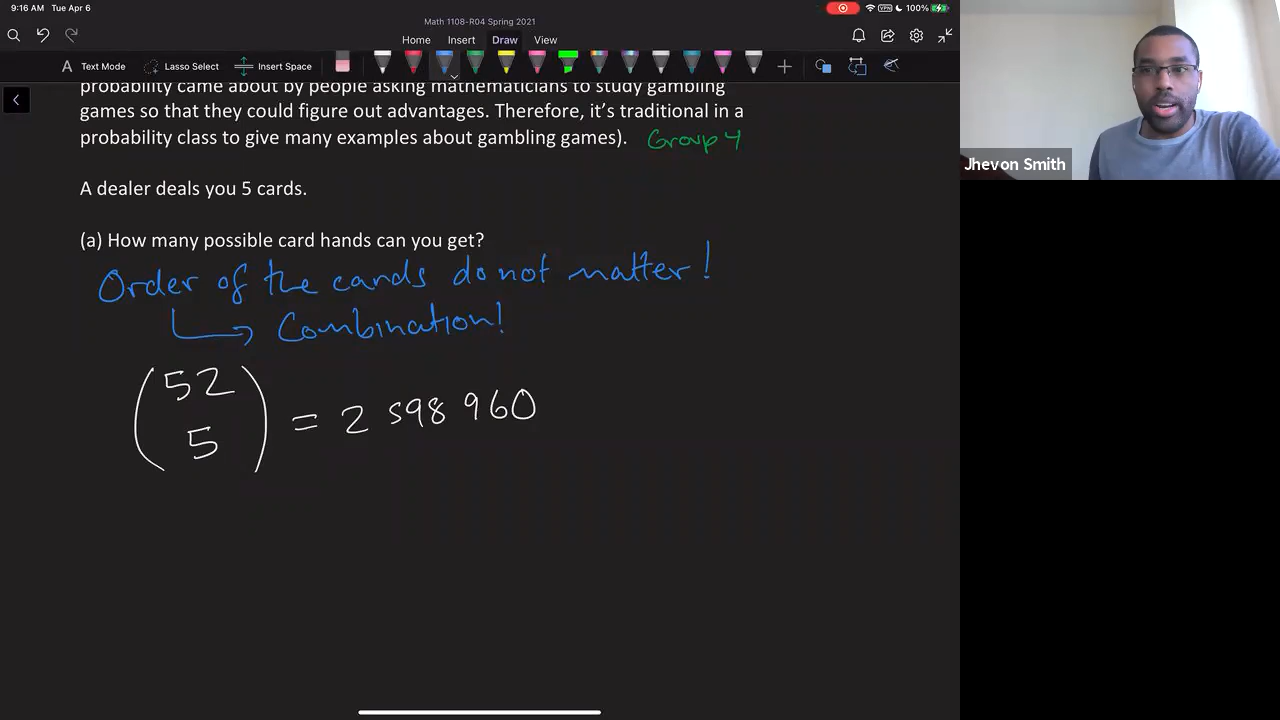 9:16 AM Tue Apr 6
100%
Math 1108-R04 Spring 2021
Home Insert Draw View
Text Mode Lasso Select Insert Space
probability came about by people asking mathematicians to study gambling
games so that they could figure out advantages. Therefore, it's traditional in a
probability class to give many examples about gambling games). Group 4
A dealer deals you 5 cards.
(a) How many possible card hands can you get?
Order of the cards do not matter!
Combination!
(52
5) = 2 598 960
Jhevon Smith